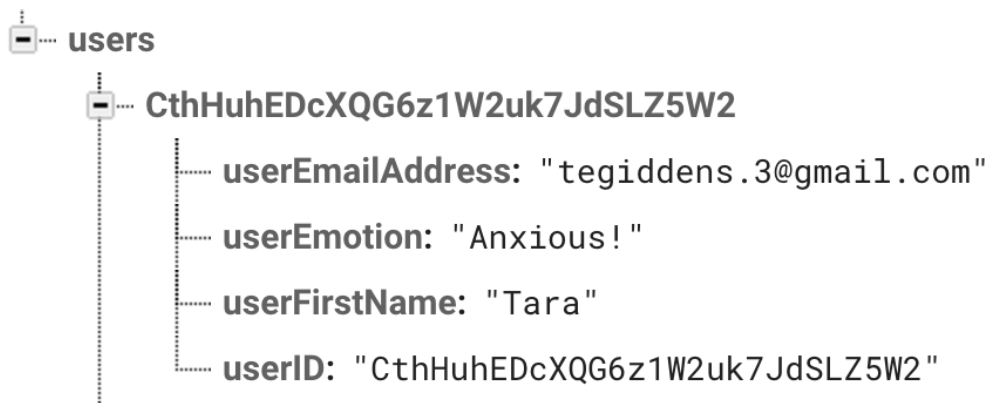 users
CthHuhEDcXQG6z1W2uk7JdSLZ5W2
userEmailAddress: "tegiddens.3@gmail.com"
userEmotion: "Anxious!"
userFirstName: "Tara"
userID: "CthHuhEDcXQG6z1W2uk7JdSLZ5W2"